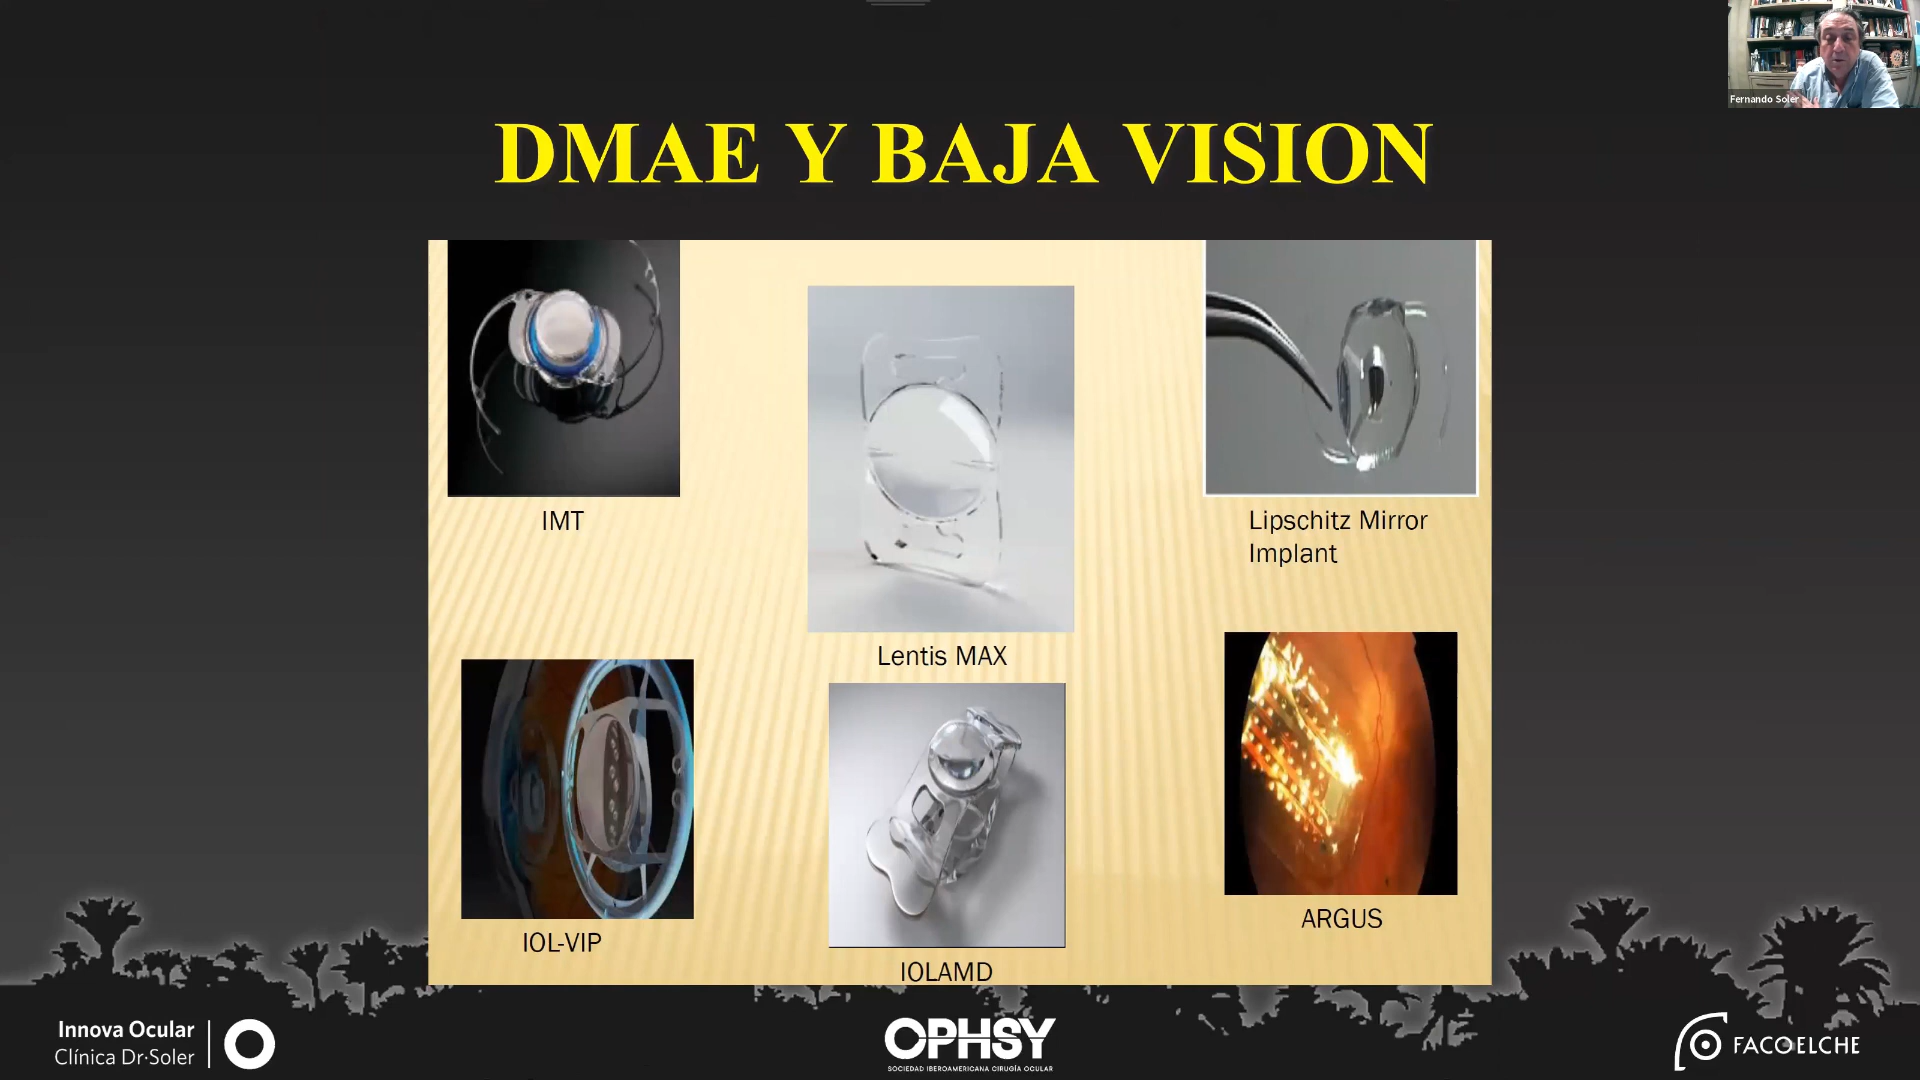 Fernando Soler
DMAE Y BAJA VISION
IMT
Lipschitz Mirror
Implant
Lentis MAX
IOL-VIP
IOLAMD
ARGUS
Innova Ocular
Clínica Dr·Soler
OPHSY
SOCIEDAD IBEROAMERICANA CIRUGÍA OCULAR
FACOELCHE